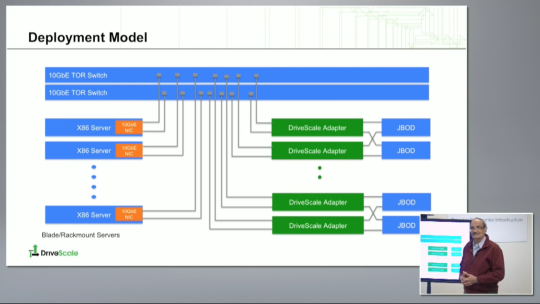 Deployment Model
10GbE TOR Switch
10GbE TOR Switch
X86 Server
10GbE
NIC
DriveScale Adapter
JBOD
X86 Server
10GbE
NIC
DriveScale Adapter
JBOD
DriveScale Adapter
JBOD
X86 Server
10GbE
NIC
DriveScale Adapter
JBOD
Blade/Rackmount Servers
DriveScale